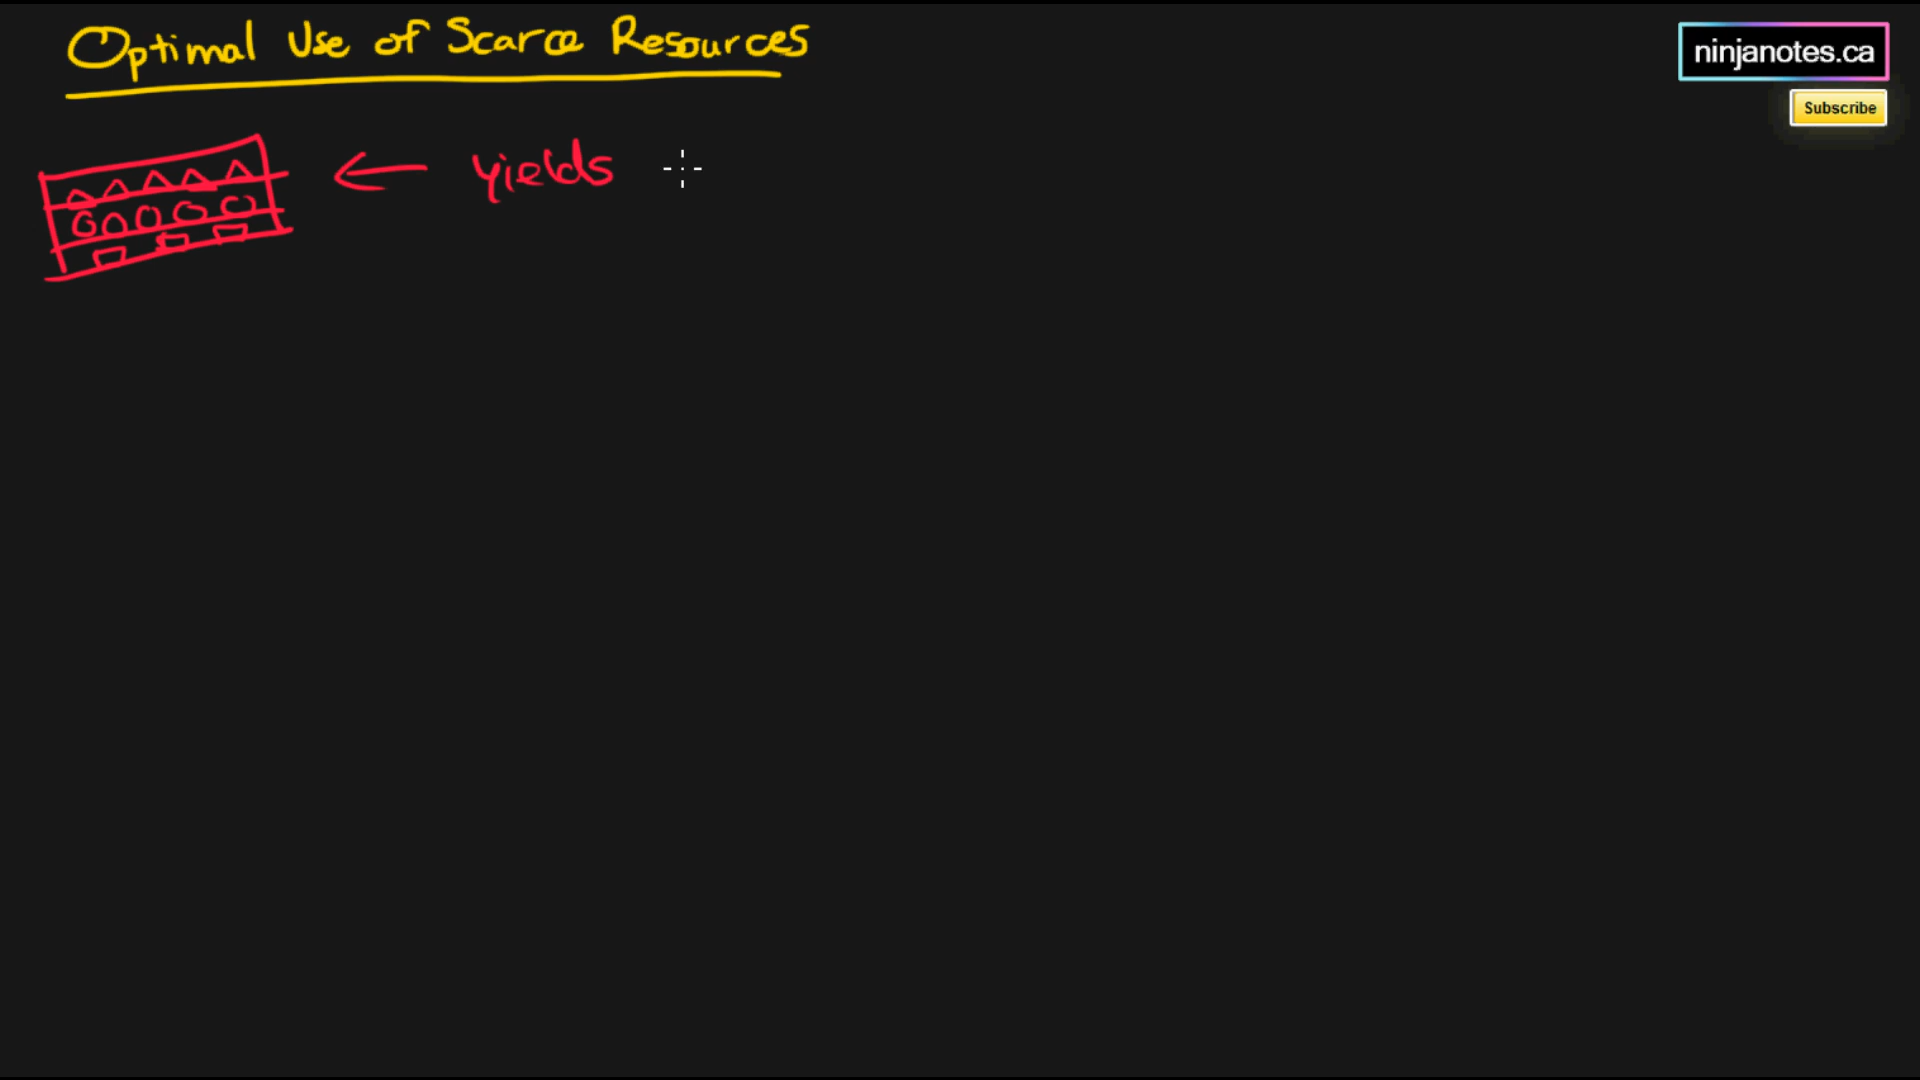 Optimal Use of Scarce Resources
ninjanotes.ca
Subscribe
← yields